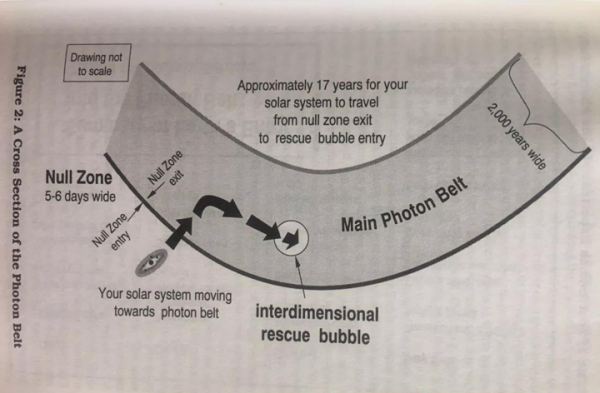 Figure 2: A Cross Section of the Photon Belt
Drawing not
to scale
Approximately 17 years for your
solar system to travel
from null zone exit
to rescue bubble entry
2,000 years wide
Null Zone
5-6 days wide
Null Zone
exit
Null Zone
entry
Main Photon Belt
Your solar system moving
towards photon belt
interdimensional
rescue bubble